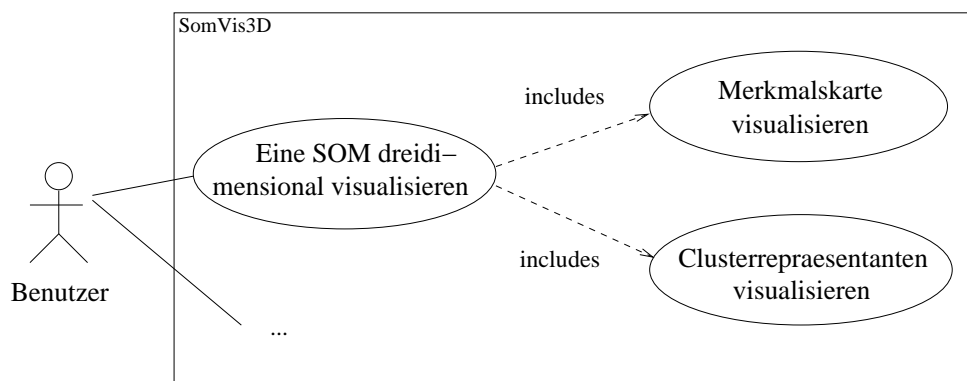 SomVis3D
includes
Merkmalskarte
visualisieren
Eine SOM dreidi–
mensional visualisieren
includes
Clusterrepraesentanten
visualisieren
Benutzer
...